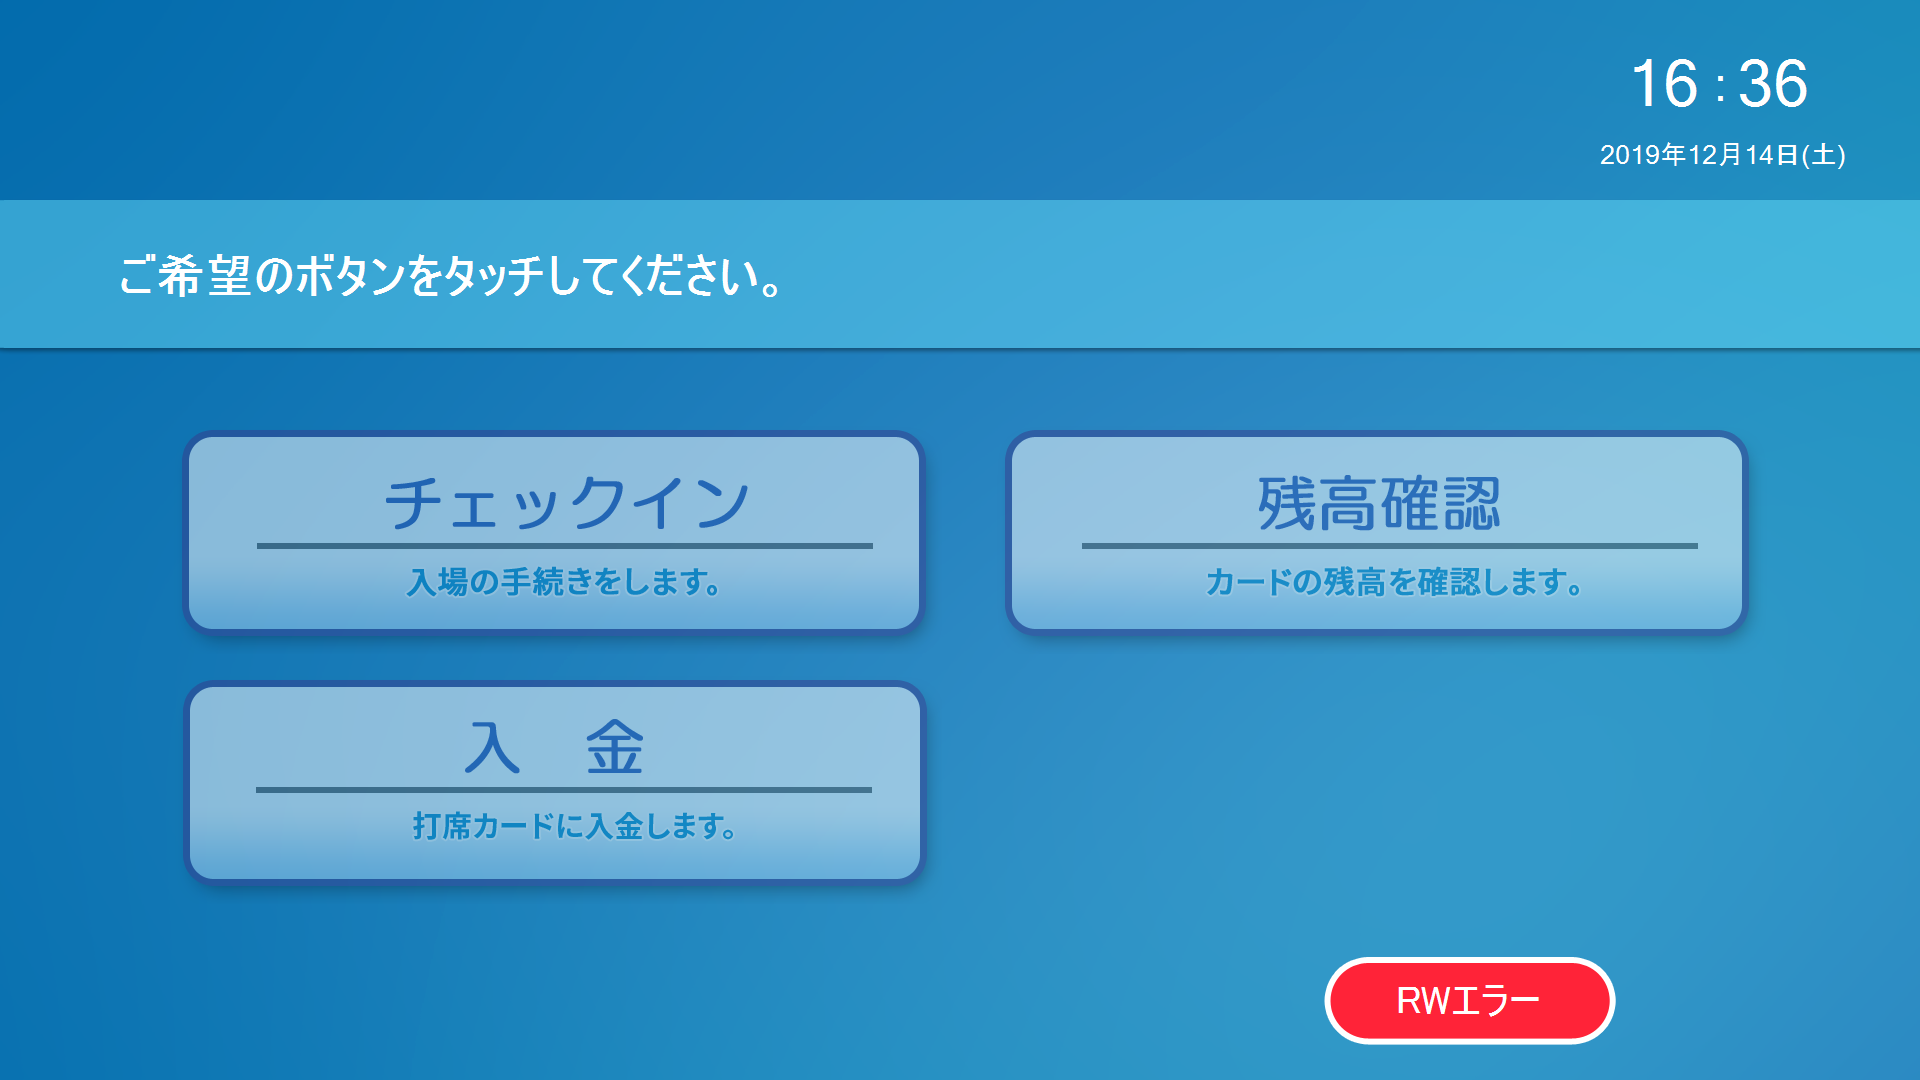 16:36
2019年12月14日(土)
ご希望のボタンをタッチしてください。
チェックイン
入場の手続きをします。
残高確認
カードの残高を確認します。
入　金
打席カードに入金します。
RWエラー